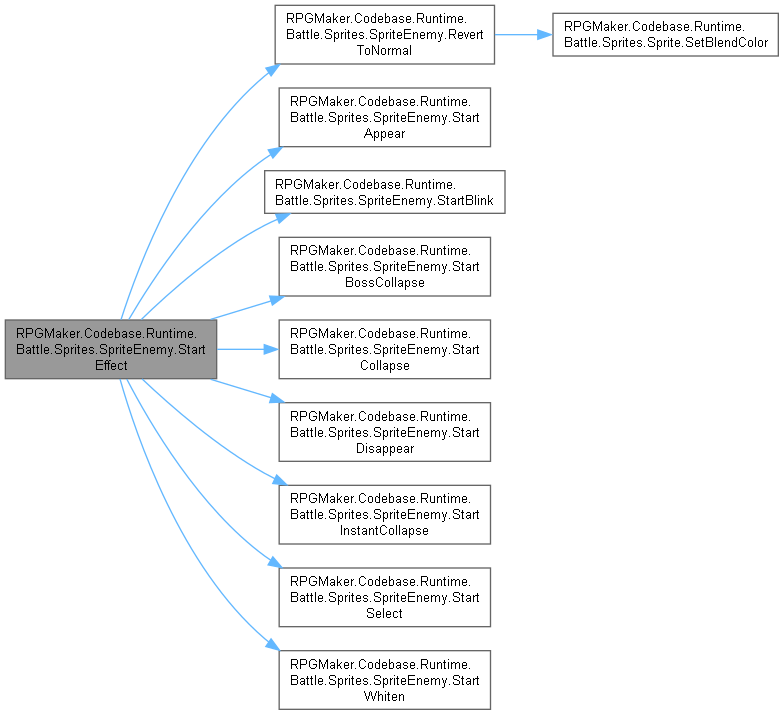 RPGMaker.Codebase.Runtime.
Battle.Sprites.SpriteEnemy.Revert
ToNormal
RPGMaker.Codebase.Runtime.
Battle.Sprites.Sprite.SetBlendColor
RPGMaker.Codebase.Runtime.
Battle.Sprites.SpriteEnemy.Start
Appear
RPGMaker.Codebase.Runtime.
Battle.Sprites.SpriteEnemy.StartBlink
RPGMaker.Codebase.Runtime.
Battle.Sprites.SpriteEnemy.Start
BossCollapse
RPGMaker.Codebase.Runtime.
Battle.Sprites.SpriteEnemy.Start
Effect
RPGMaker.Codebase.Runtime.
Battle.Sprites.SpriteEnemy.Start
Collapse
RPGMaker.Codebase.Runtime.
Battle.Sprites.SpriteEnemy.Start
Disappear
RPGMaker.Codebase.Runtime.
Battle.Sprites.SpriteEnemy.Start
InstantCollapse
RPGMaker.Codebase.Runtime.
Battle.Sprites.SpriteEnemy.Start
Select
RPGMaker.Codebase.Runtime.
Battle.Sprites.SpriteEnemy.Start
Whiten